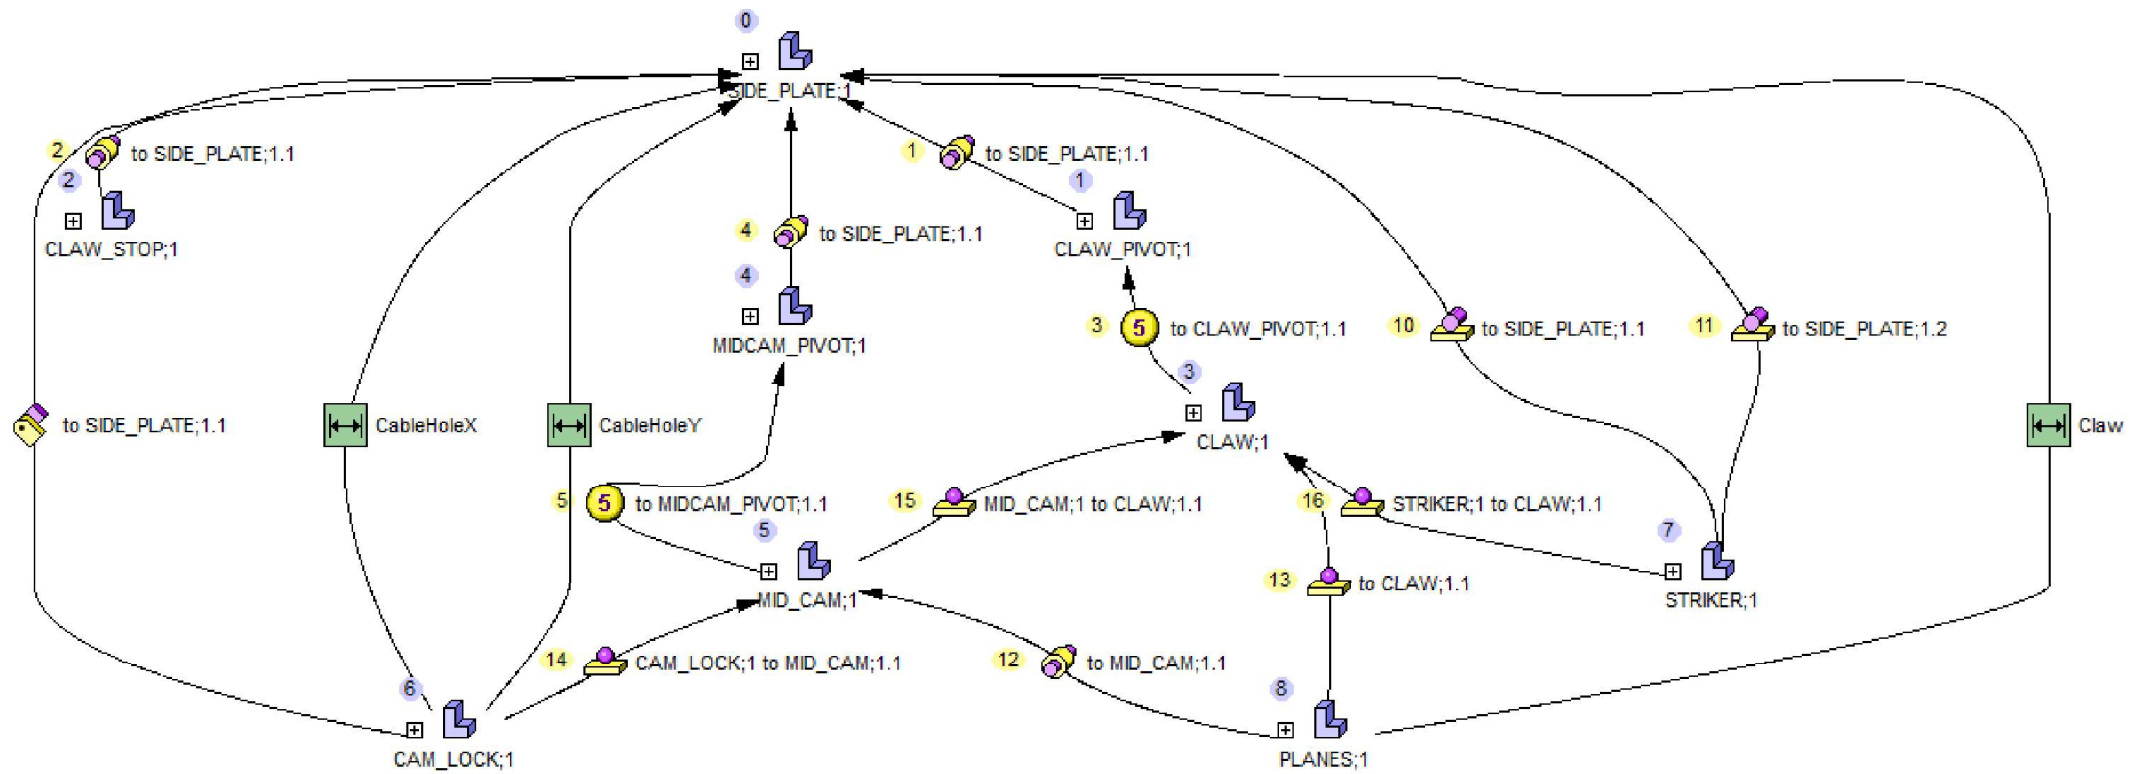 0
SIDE_PLATE;1
2
to SIDE_PLATE;1.1
1
to SIDE_PLATE;1.1
2
CLAW_STOP;1
1
CLAW_PIVOT;1
4
to SIDE_PLATE;1.1
4
MIDCAM_PIVOT;1
3
5
to CLAW_PIVOT;1.1
10
to SIDE_PLATE;1.1
11
to SIDE_PLATE;1.2
3
CLAW;1
to SIDE_PLATE;1.1
CableHoleX
CableHoleY
Claw
5
5
to MIDCAM_PIVOT;1.1
15
MID_CAM;1 to CLAW;1.1
16
STRIKER;1 to CLAW;1.1
5
MID_CAM;1
7
STRIKER;1
13
to CLAW;1.1
14
CAM_LOCK;1 to MID_CAM;1.1
12
to MID_CAM;1.1
6
CAM_LOCK;1
8
PLANES;1